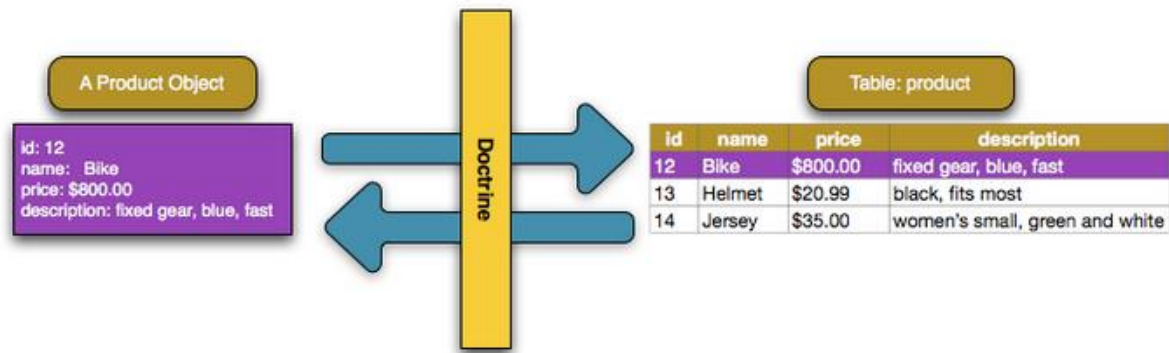 A Product Object
id: 12
name: Bike
price: $800.00
description: fixed gear, blue, fast
Doctrine
Table: product
id name price description
12 Bike $800.00 fixed gear, blue, fast
13 Helmet $20.99 black, fits most
14 Jersey $35.00 women's small, green and white